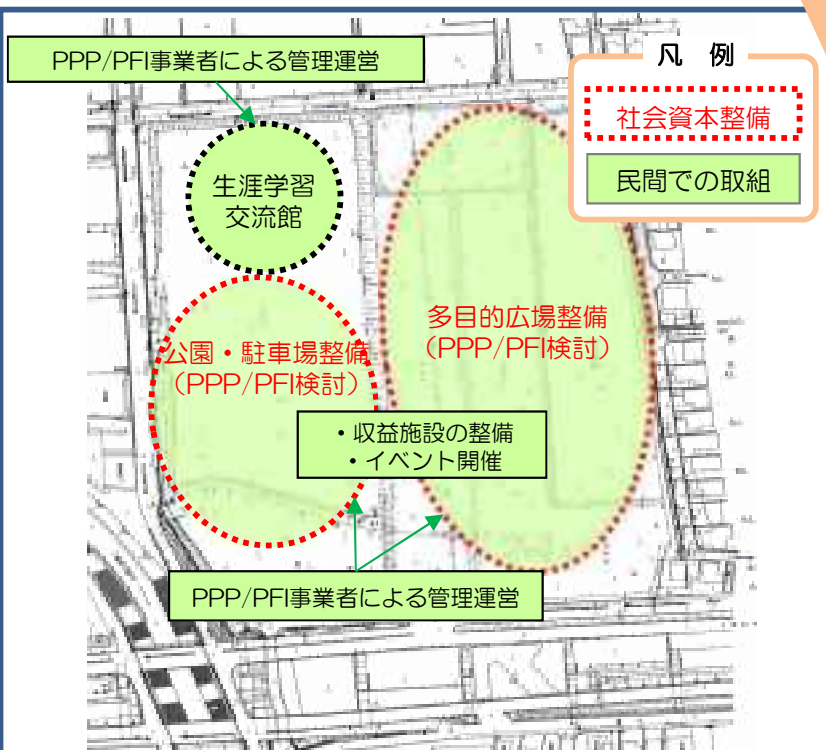 PPP/PFI事業者による管理運営
凡 例
社会資本整備
民間での取組
生涯学習
交流館
多目的広場整備
（PPP/PFI検討）
公園・駐車場整備
（PPP/PFI検討）
・収益施設の整備
・イベント開催
PPP/PFI事業者による管理運営